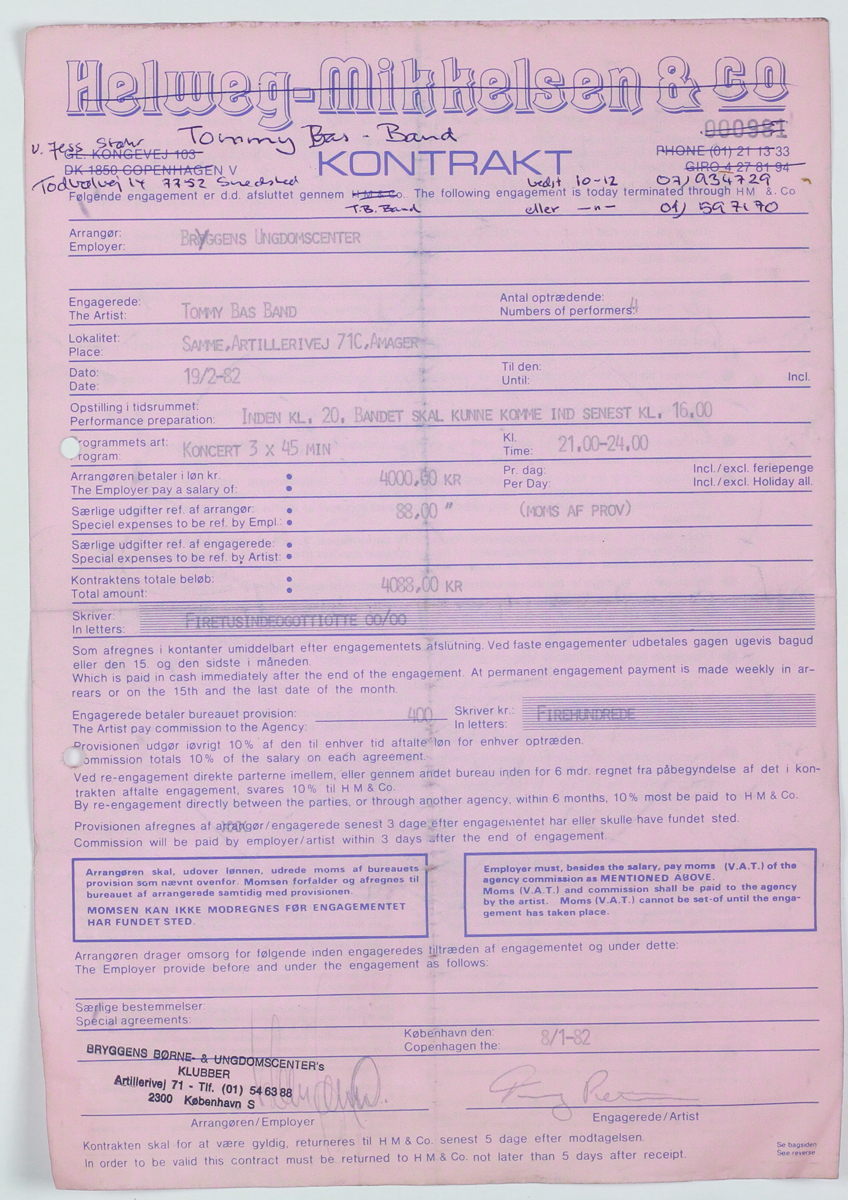 Helweg-Mikkelsen & CO
000981
v. Jess Stahr Tommy Bas - Band
GL. KONGEVEJ 103
DK 1850 COPENHAGEN V
KONTRAKT
PHONE (01) 21 13 33
GIRO 4 27 81 94
7752 Snedsted
bedst 10-12 07/934729
eller -"- 01/597170
Følgende engagement er d.d. afsluttet gennem H M & Co. The following engagement is today terminated through H M & Co
T.B. Band
Arrangør:
Employer:
BRYGGENS UNGDOMSCENTER
Engagerede:
The Artist:
TOMMY BAS BAND
Antal optrædende:
Numbers of performers:
4
Lokalitet:
Place:
SAMME,ARTILLERIVEJ 71C,AMAGER
Dato:
Date:
19/2-82
Til den:
Until:
Incl.
Opstilling i tidsrummet:
Performance preparation:
INDEN KL. 20. BANDET SKAL KUNNE KOMME IND SENEST KL. 16.00
Programmets art:
Program:
KONCERT 3 X 45 MIN
Kl.
Time:
21.00-24.00
Arrangøren betaler i løn kr.
The Employer pay a salary of:
4000,00 KR
Pr. dag:
Per Day:
Incl./excl. feriepenge
Incl./excl. Holiday all.
Særlige udgifter ref. af arrangør:
Speciel expenses to be ref. by Empl.:
88,00 "
(MOMS AF PROV)
Særlige udgifter ref. af engagerede:
Special expenses to be ref. by Artist:
Kontraktens totale beløb:
Total amount:
4088,00 KR
Skriver:
In letters:
FIRETUSINDEOGOTTIOTTE 00/00
Som afregnes i kontanter umiddelbart efter engagementets afslutning. Ved faste engagementer udbetales gagen ugevis bagud
eller den 15. og den sidste i måneden.
Which is paid in cash immediately after the end of the engagement. At permanent engagement payment is made weekly in ar-
rears or on the 15th and the last date of the month.
Engagerede betaler bureauet provision:
The Artist pay commission to the Agency:
400
Skriver kr.:
In letters:
FIREHUNDREDE
Provisionen udgør iøvrigt 10% af den til enhver tid aftalte løn for enhver optræden.
Commission totals 10% of the salary on each agreement.
Ved re-engagement direkte parterne imellem, eller gennem andet bureau inden for 6 mdr. regnet fra påbegyndelse af det i kon-
trakten aftalte engagement, svares 10% til H M & Co.
By re-engagement directly between the parties, or through another agency, within 6 months, 10% most be paid to H M & Co.
Provisionen afregnes af arrangør/engagerede senest 3 dage efter engagementet har eller skulle have fundet sted.
Commission will be paid by employer/artist within 3 days after the end of engagement
Arrangøren skal, udover lønnen, udrede moms af bureauets
provision som nævnt ovenfor. Momsen forfalder og afregnes til
bureauet af arrangerede samtidig med provisionen.
MOMSEN KAN IKKE MODREGNES FØR ENGAGEMENTET
HAR FUNDET STED.
Employer must, besides the salary, pay moms (V.A.T.) of the
agency commission as MENTIONED ABOVE.
Moms (V.A.T.) and commission shall be paid to the agency
by the artist. Moms (V.A.T.) cannot be set-of until the enga-
gement has taken place.
Arrangøren drager omsorg for følgende inden engageredes tiltræden af engagementet og under dette:
The Employer provide before and under the engagement as follows:
Særlige bestemmelser:
Special agreements:
København den:
Copenhagen the:
8/1-82
BRYGGENS BØRNE- & UNGDOMSCENTER's
KLUBBER
Artillerivej 71 - Tlf. (01) 54 63 88
2300 København S
Arrangøren/Employer
Engagerede/Artist
Kontrakten skal for at være gyldig, returneres til H M & Co. senest 5 dage efter modtagelsen.
In order to be valid this contract must be returned to H M & Co. not later than 5 days after receipt.
Se bagsiden
See reverse